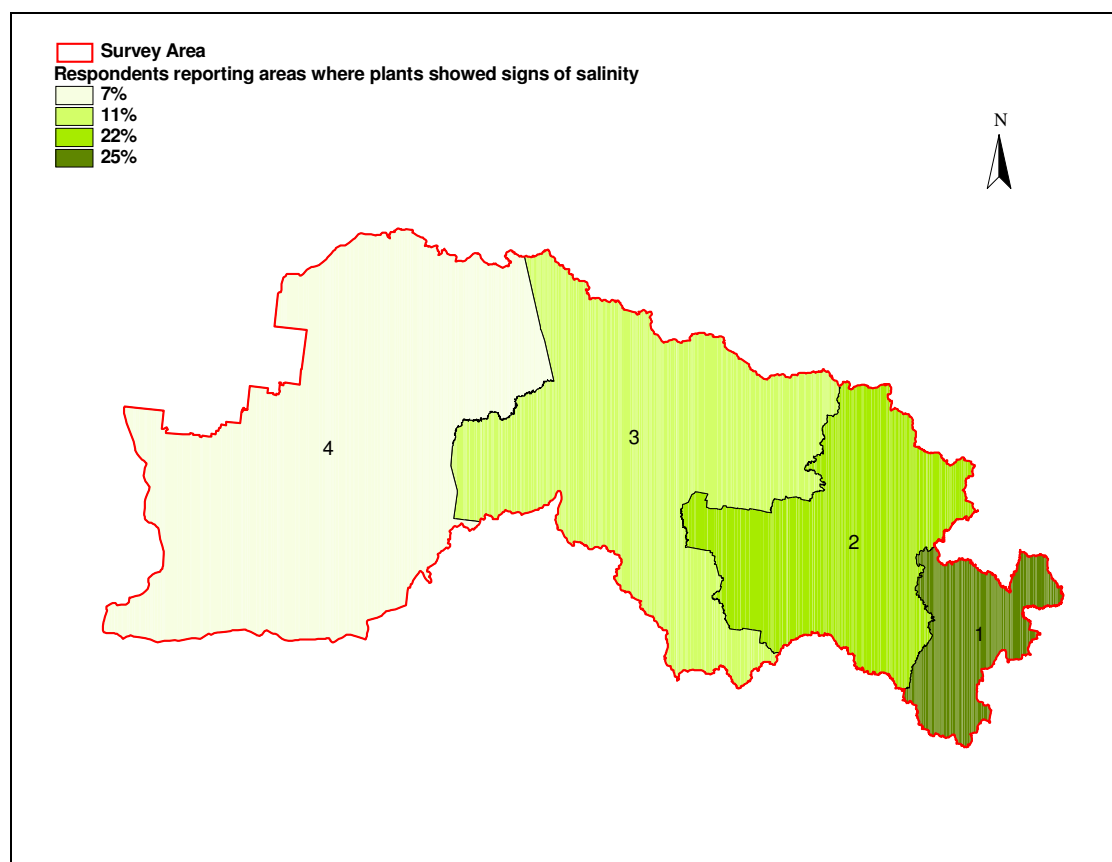 Survey Area
Respondents reporting areas where plants showed signs of salinity
7%
11%
22%
25%
N
4
3
2
1